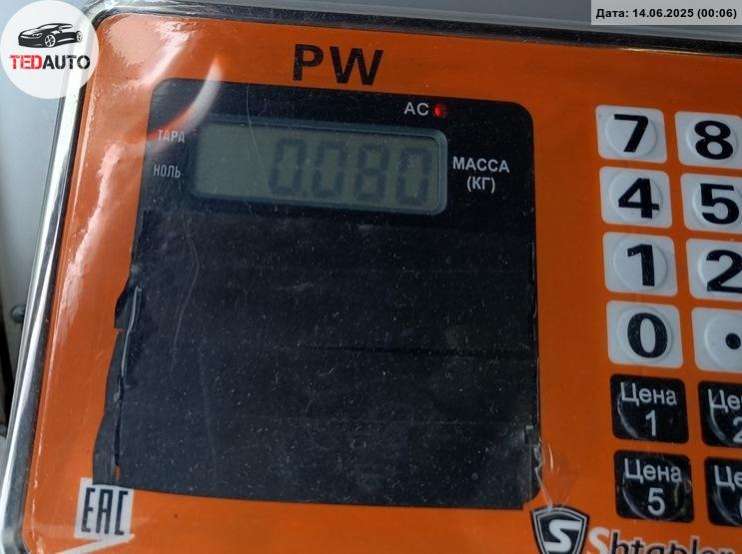 Дата: 14.06.2025 (00:06)
TEDAUTO
PW
AC
ТАРА
НОЛЬ
0.080
МАССА
(КГ)
7 8
4 5
1 2
0 .
Цена
1
Цена
5
EAC
S